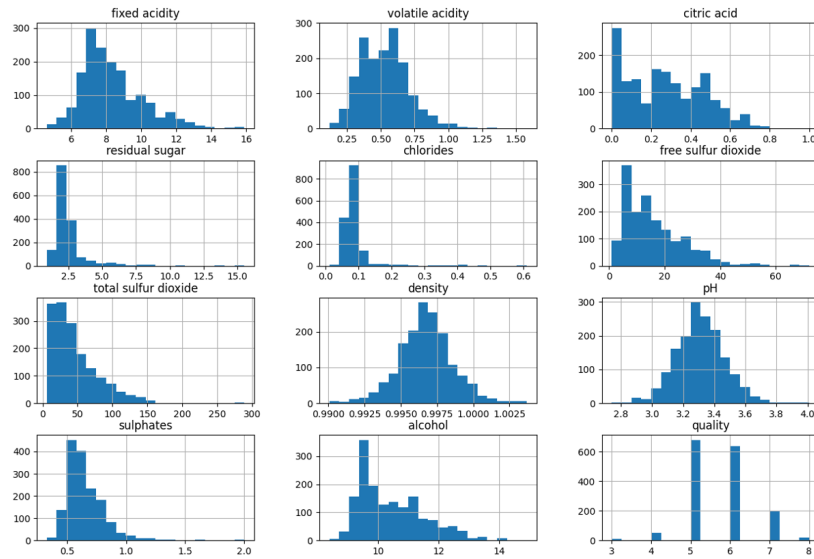 fixed acidity volatile acidity citric acid
300 200 100 0
6 8 10 12 14 16
300 200 100 0
0.25 0.50 0.75 1.00 1.25 1.50
300 200 100 0
0.0 0.2 0.4 0.6 0.8 1.0
residual sugar chlorides free sulfur dioxide
800 600 400 200 0
2.5 5.0 7.5 10.0 12.5 15.0
800 600 400 200 0
0.0 0.1 0.2 0.3 0.4 0.5 0.6
400 300 200 100 0
0 20 40 60
total sulfur dioxide density pH
300 200 100 0
0 50 100 150 200 250 300
200 100 0
0.9900 0.9925 0.9950 0.9975 1.0000 1.0025
300 200 100 0
2.8 3.0 3.2 3.4 3.6 3.8 4.0
sulphates alcohol quality
400 300 200 100 0
0.5 1.0 1.5 2.0
300 200 100 0
10 12 14
600 400 200 0
3 4 5 6 7 8